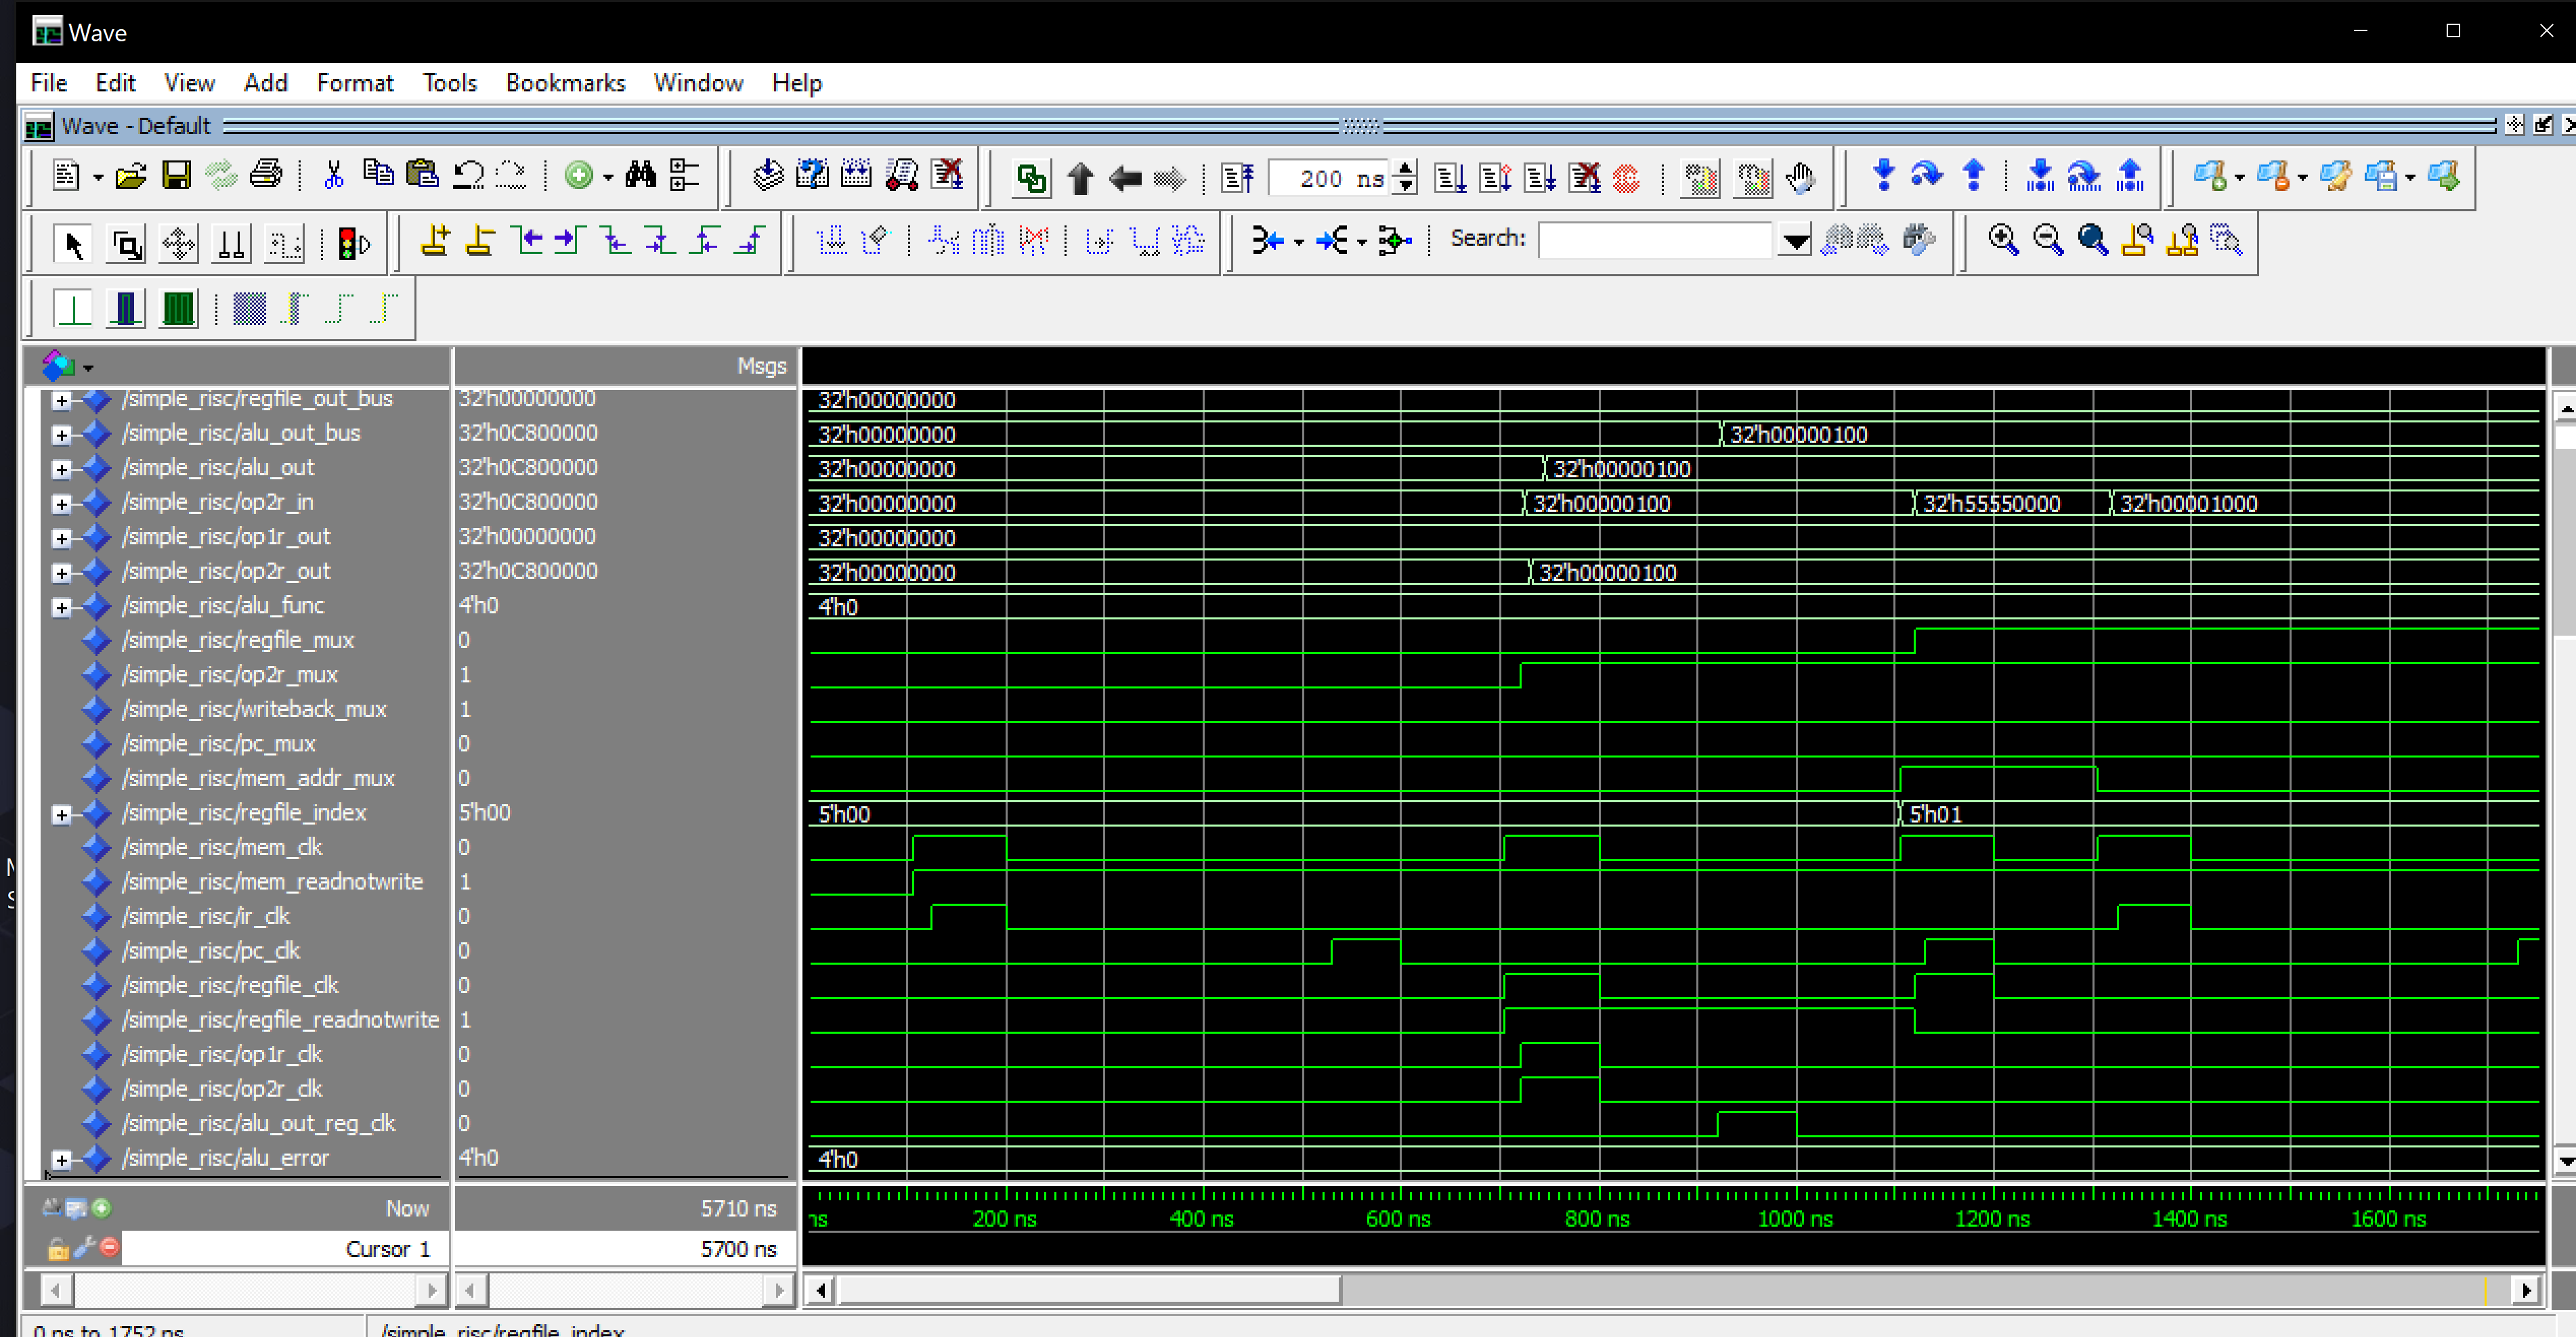 Wave
File Edit View Add Format Tools Bookmarks Window Help
Wave - Default
200 ns
Search:
Msgs
/simple_risc/regfile_out_bus 32'h00000000 32'h00000000
/simple_risc/alu_out_bus 32'h0C800000 32'h00000000 32'h00000100
/simple_risc/alu_out 32'h0C800000 32'h00000000 32'h00000100
/simple_risc/op2r_in 32'h0C800000 32'h00000000 32'h00000100 32'h55550000 32'h00001000
/simple_risc/op1r_out 32'h00000000 32'h00000000
/simple_risc/op2r_out 32'h0C800000 32'h00000000 32'h00000100
/simple_risc/alu_func 4'h0 4'h0
/simple_risc/regfile_mux 0
/simple_risc/op2r_mux 1
/simple_risc/writeback_mux 1
/simple_risc/pc_mux 0
/simple_risc/mem_addr_mux 0
/simple_risc/regfile_index 5'h00 5'h00 5'h01
/simple_risc/mem_clk 0
/simple_risc/mem_readnotwrite 1
/simple_risc/ir_clk 0
/simple_risc/pc_clk 0
/simple_risc/regfile_clk 0
/simple_risc/regfile_readnotwrite 1
/simple_risc/op1r_clk 0
/simple_risc/op2r_clk 0
/simple_risc/alu_out_reg_clk 0
/simple_risc/alu_error 4'h0 4'h0
Now 5710 ns ns 200 ns 400 ns 600 ns 800 ns 1000 ns 1200 ns 1400 ns 1600 ns
Cursor 1 5700 ns
0 ns to 1752 ns /simple_risc/regfile_index